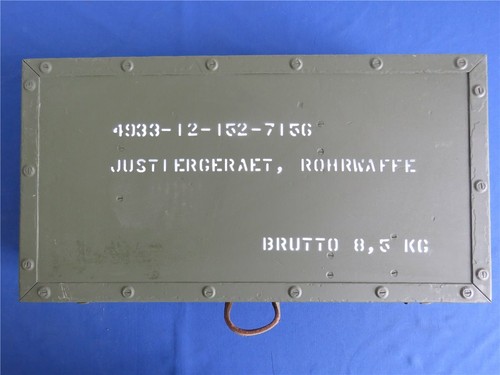 4933-12-152-7156
JUSTIERGERAET, ROHRWAFFE
BRUTTO 8,5 KG